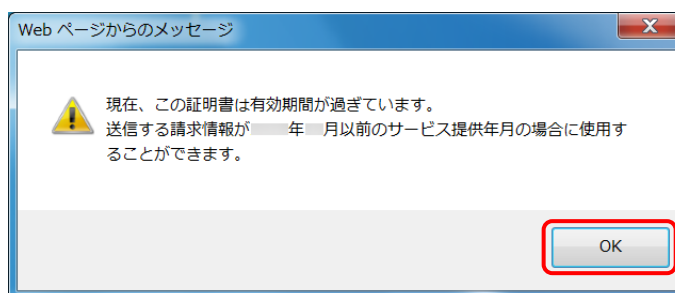 Web ページからのメッセージ
現在、この証明書は有効期間が過ぎています。
送信する請求情報が 年 月以前のサービス提供年月の場合に使用す
ることができます。
OK